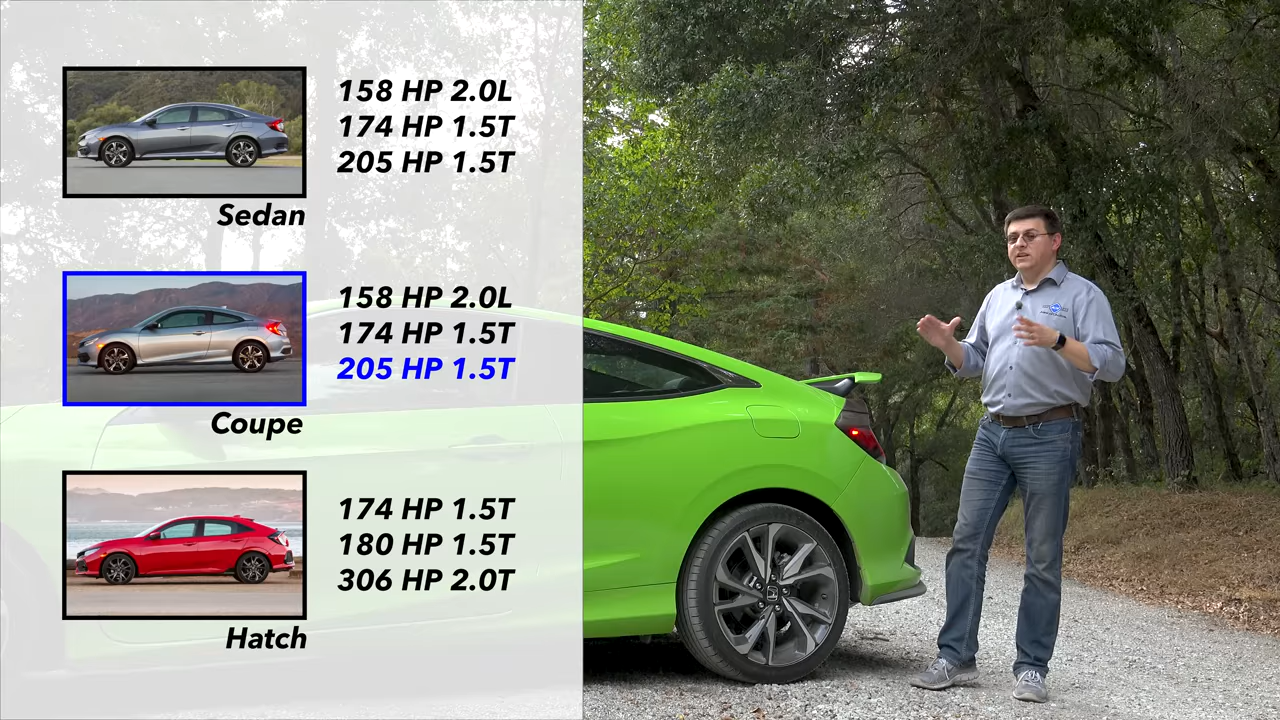 158 HP 2.0L
174 HP 1.5T
205 HP 1.5T
Sedan
158 HP 2.0L
174 HP 1.5T
205 HP 1.5T
Coupe
174 HP 1.5T
180 HP 1.5T
306 HP 2.0T
Hatch